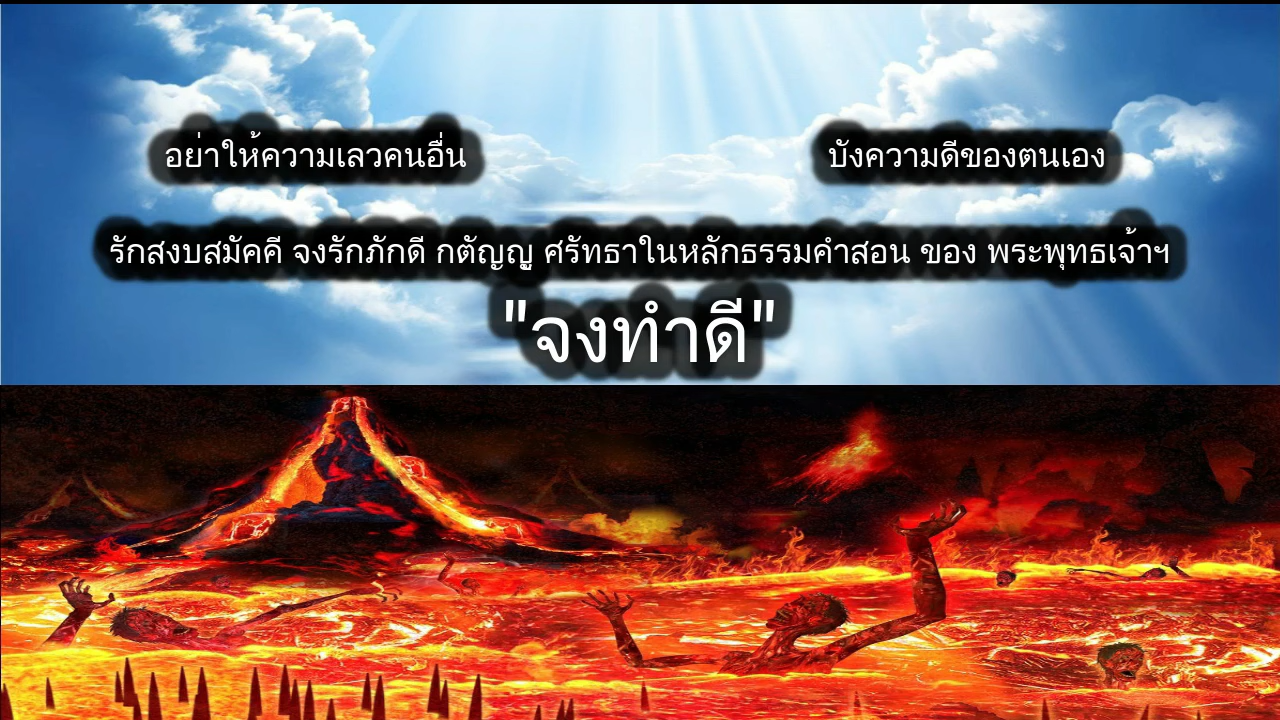 อย่าให้ความเลวคนอื่น บังความดีของตนเอง
รักสงบสมัคคี จงรักภักดี กตัญญู ศรัทธาในหลักธรรมคำสอน ของ พระพุทธเจ้าฯ
"จงทำดี"